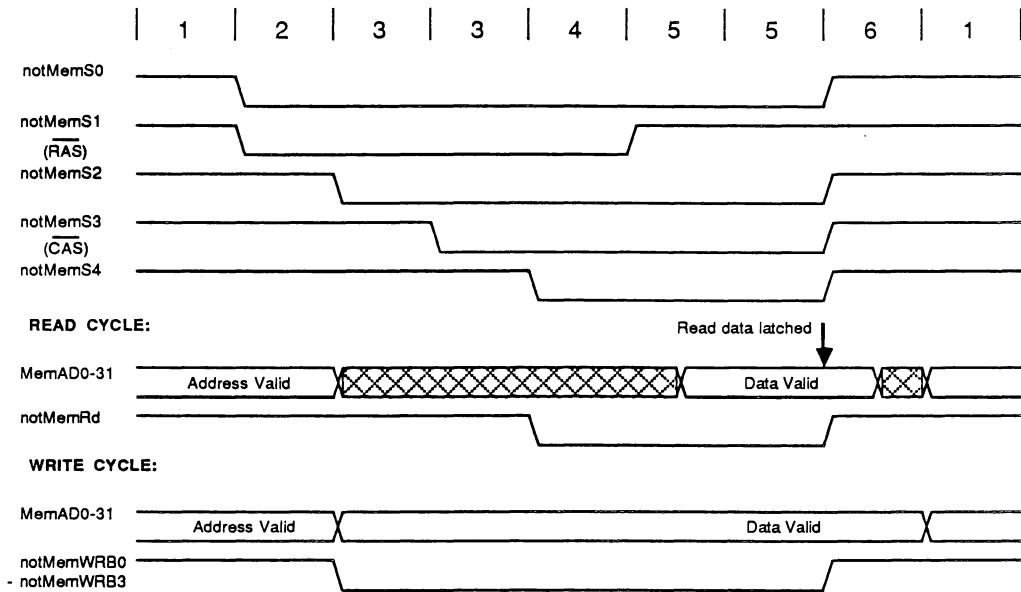 1 2 3 3 4 5 5 6 1
notMemS0
notMemS1
(RAS)
notMemS2
notMemS3
(CAS)
notMemS4
READ CYCLE:
Read data latched
MemAD0-31 Address Valid Data Valid
notMemRd
WRITE CYCLE:
MemAD0-31 Address Valid Data Valid
notMemWRB0
- notMemWRB3